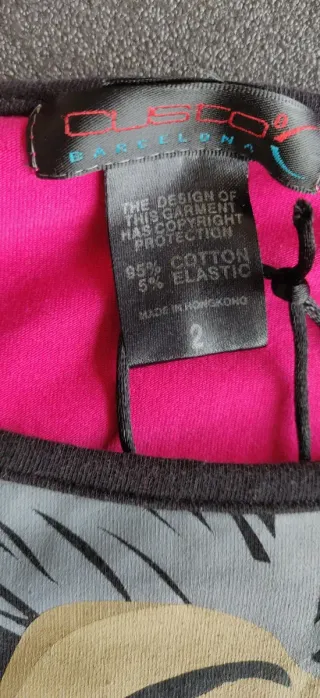 CUSTO
BARCELONA
THE DESIGN OF
THIS GARMENT
HAS COPYRIGHT
PROTECTION
95% COTTON
5% ELASTIC
MADE IN HONGKONG
2